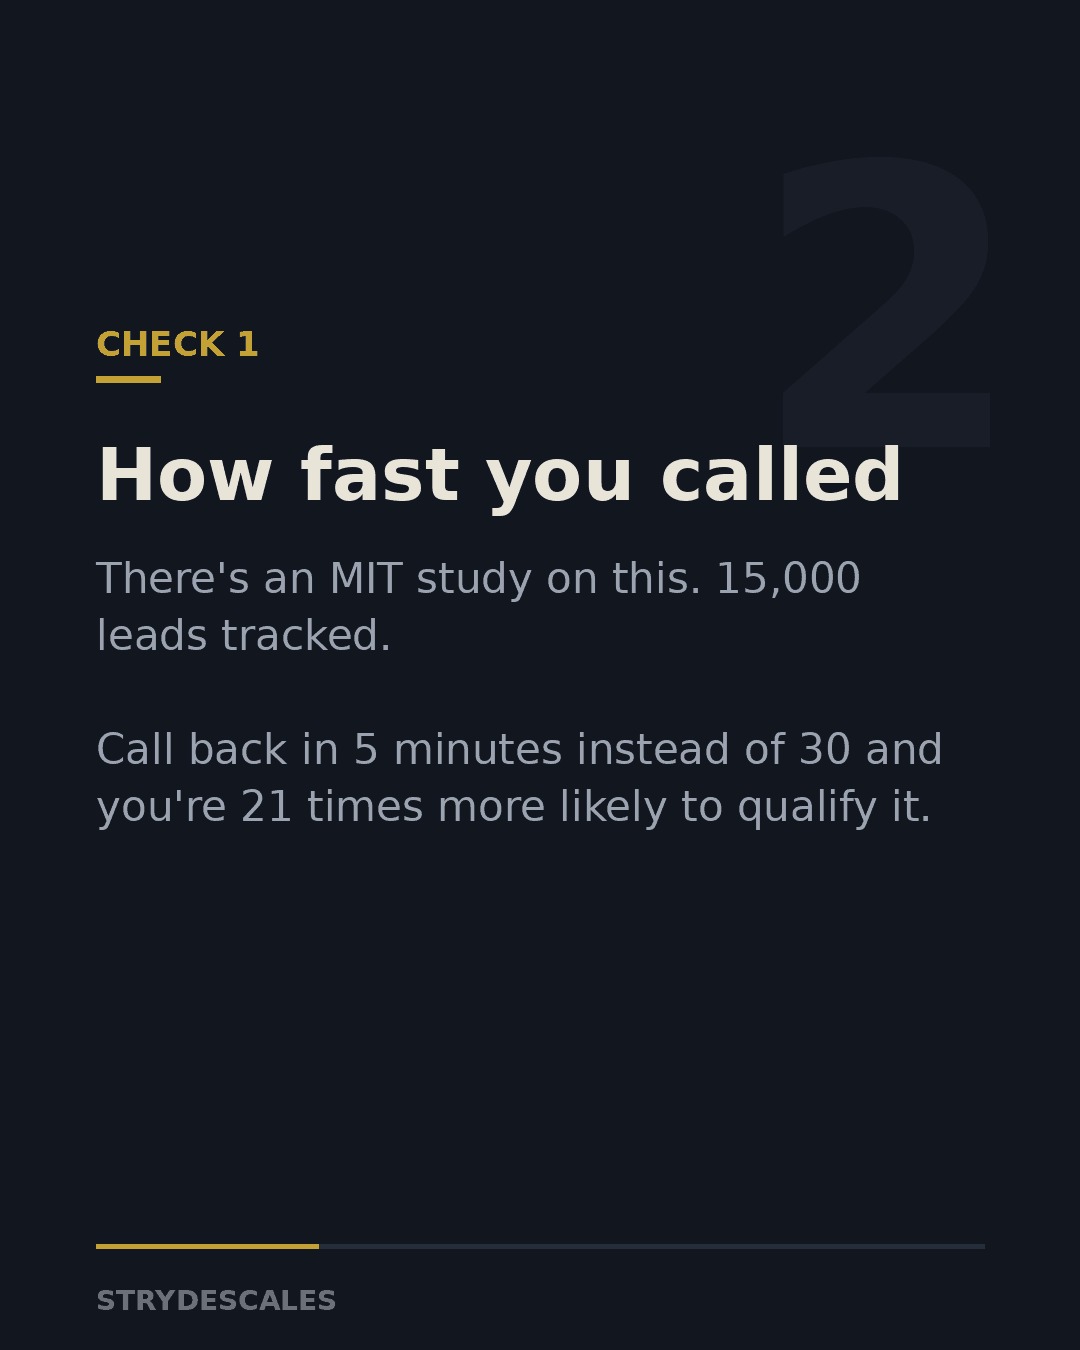 2
CHECK 1
How fast you called
There's an MIT study on this. 15,000
leads tracked.
Call back in 5 minutes instead of 30 and
you're 21 times more likely to qualify it.
STRYDESCALES